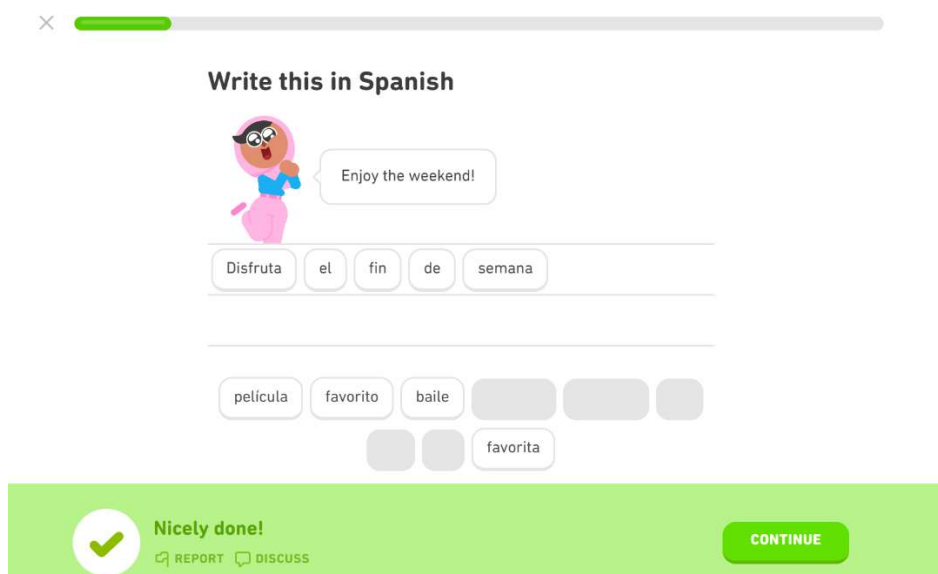 Write this in Spanish
Enjoy the weekend!
Disfruta el fin de semana
película favorito baile
favorita
Nicely done!
REPORT DISCUSS
CONTINUE